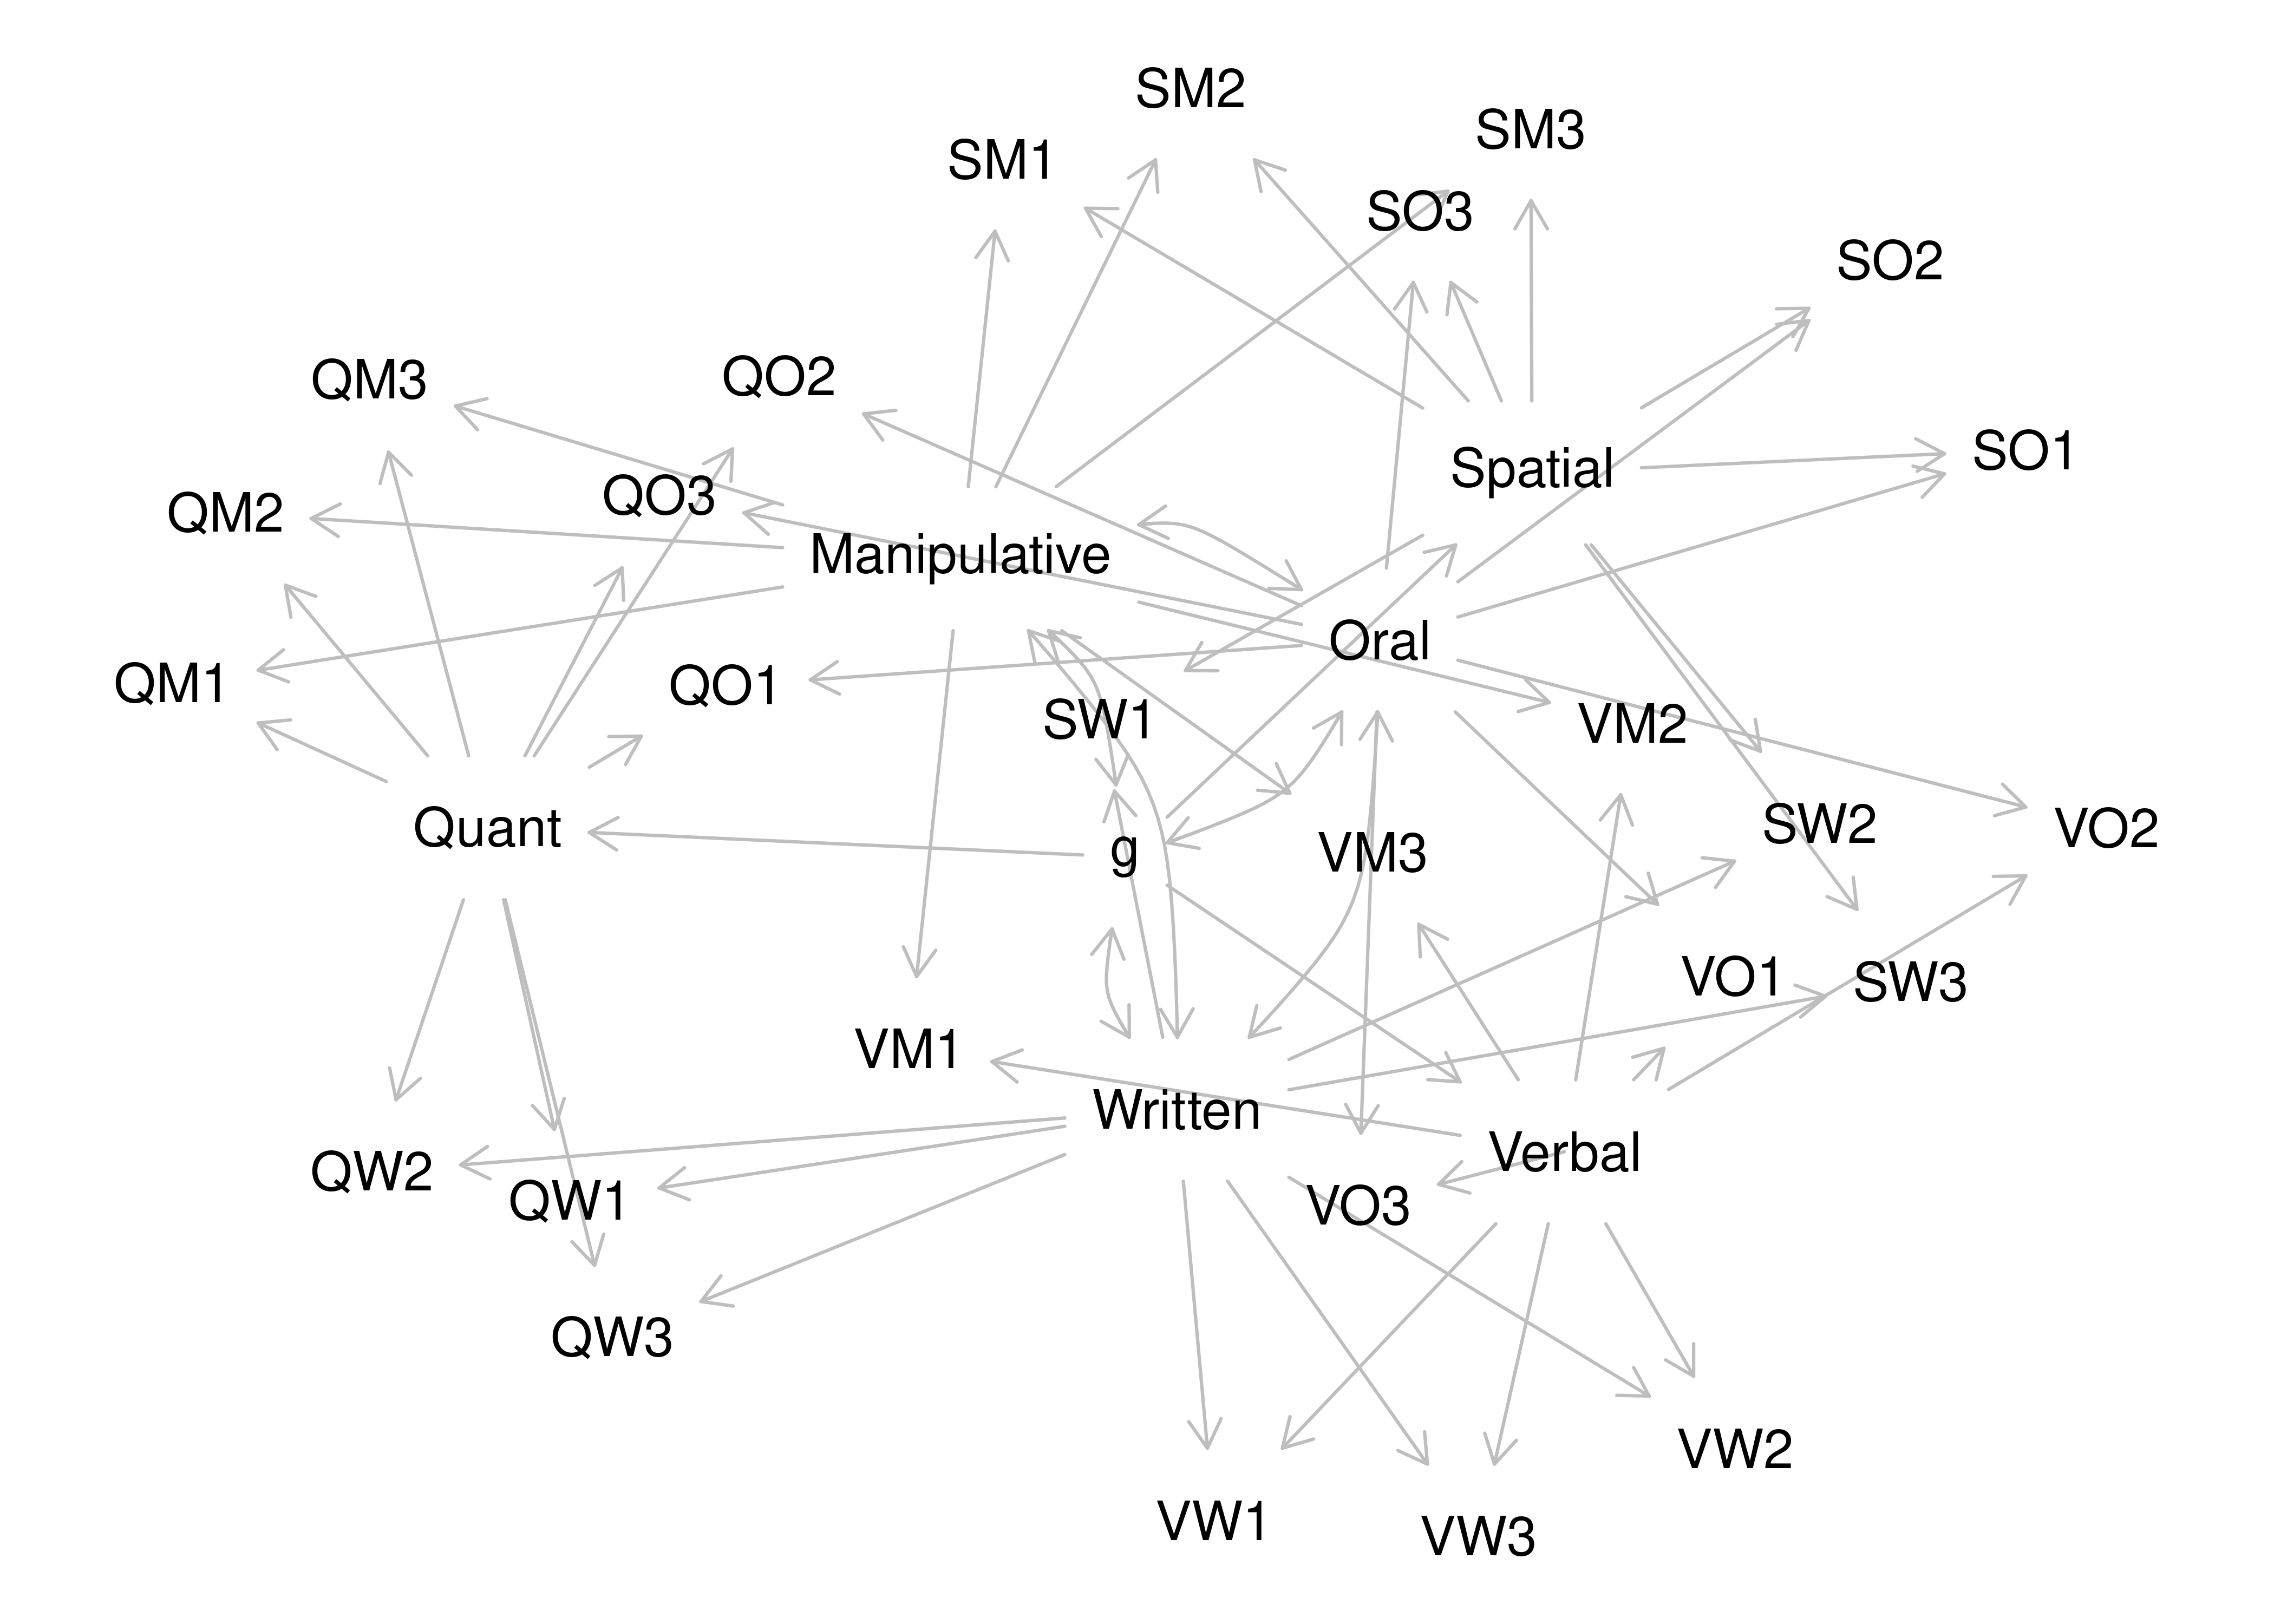 SM2
SM3
SM1
SO3
SO2
QM3
QO2
SO1
Spatial
QO3
QM2
Manipulative
Oral
QM1
QO1
SW1
VM2
SW2
Quant
VO2
g
VM3
VO1
SW3
VM1
Written
Verbal
QW2
QW1
VO3
QW3
VW2
VW1
VW3